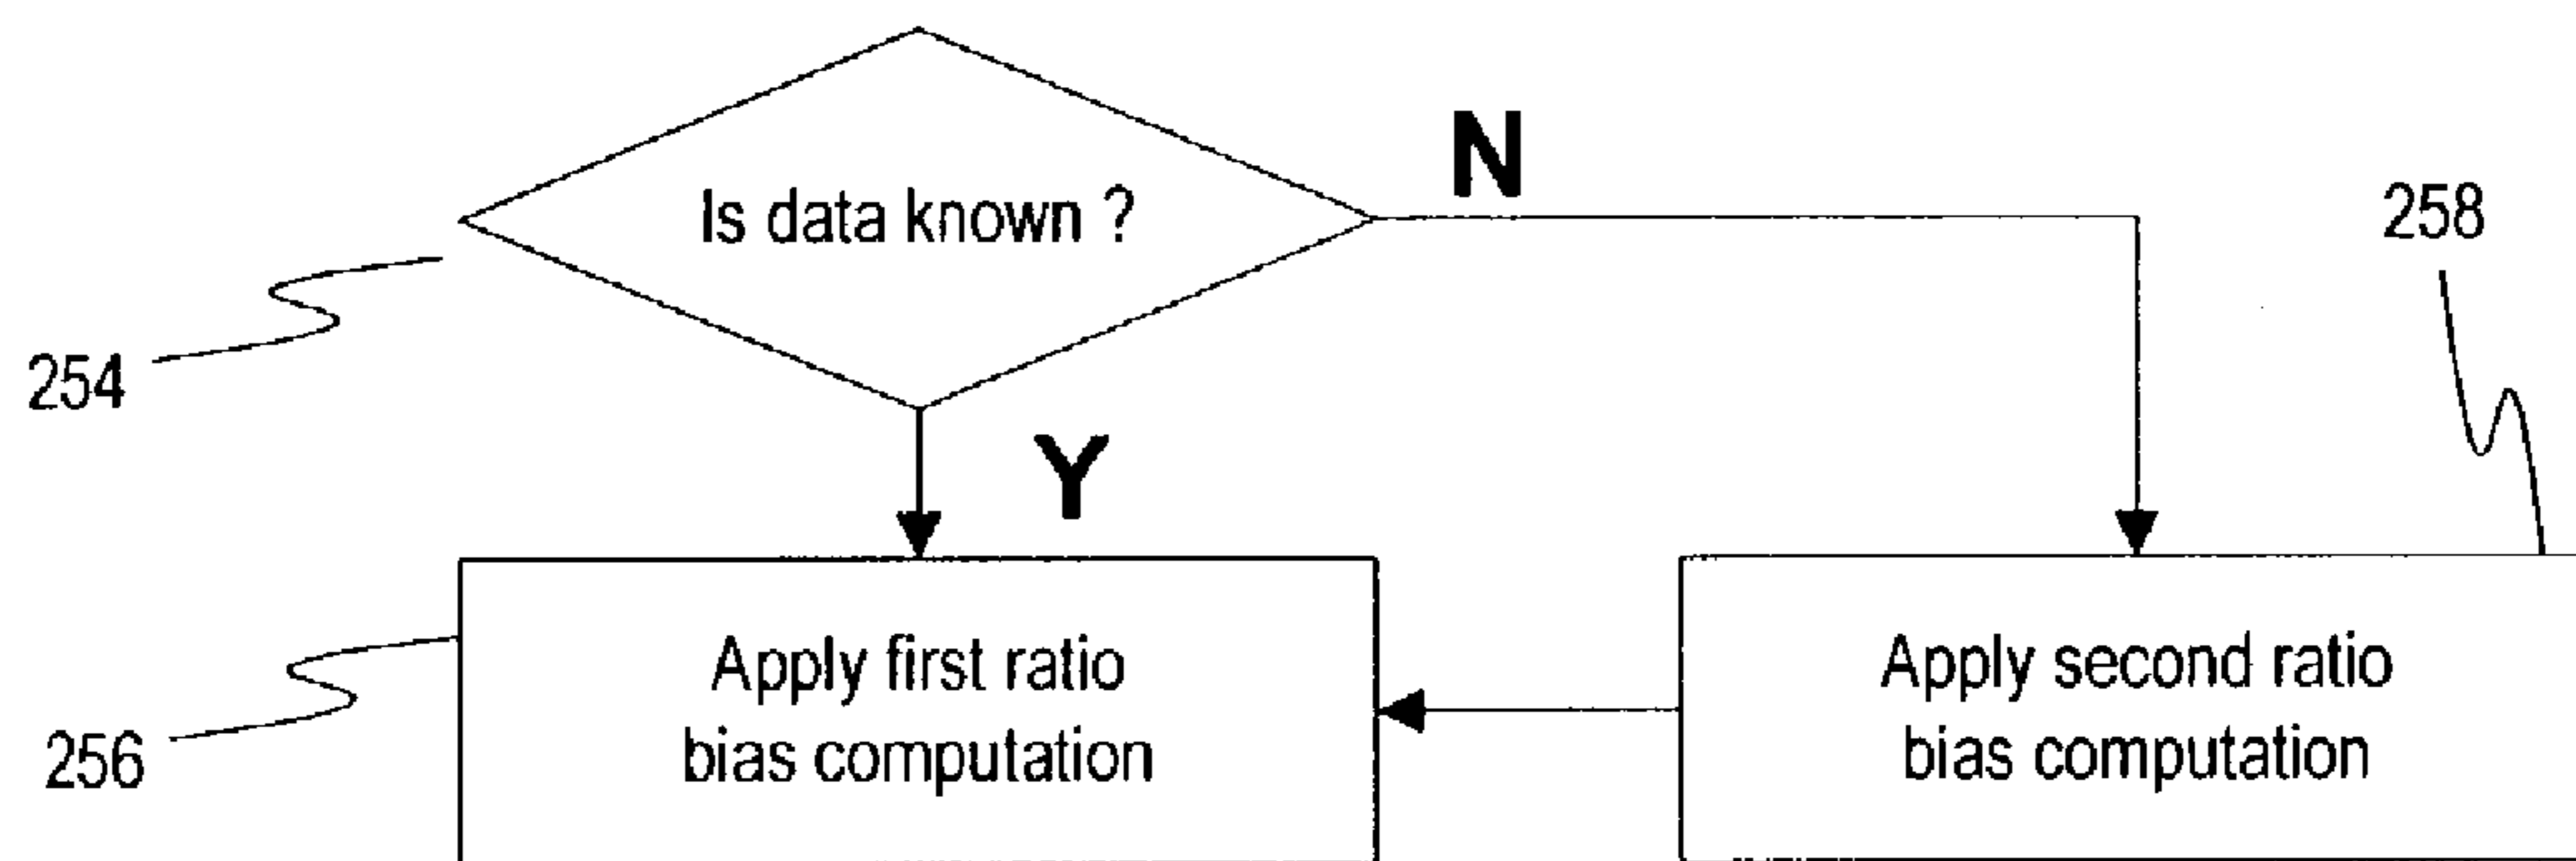 Is data known ?
N
258
254
Y
Apply first ratio
bias computation
Apply second ratio
bias computation
256